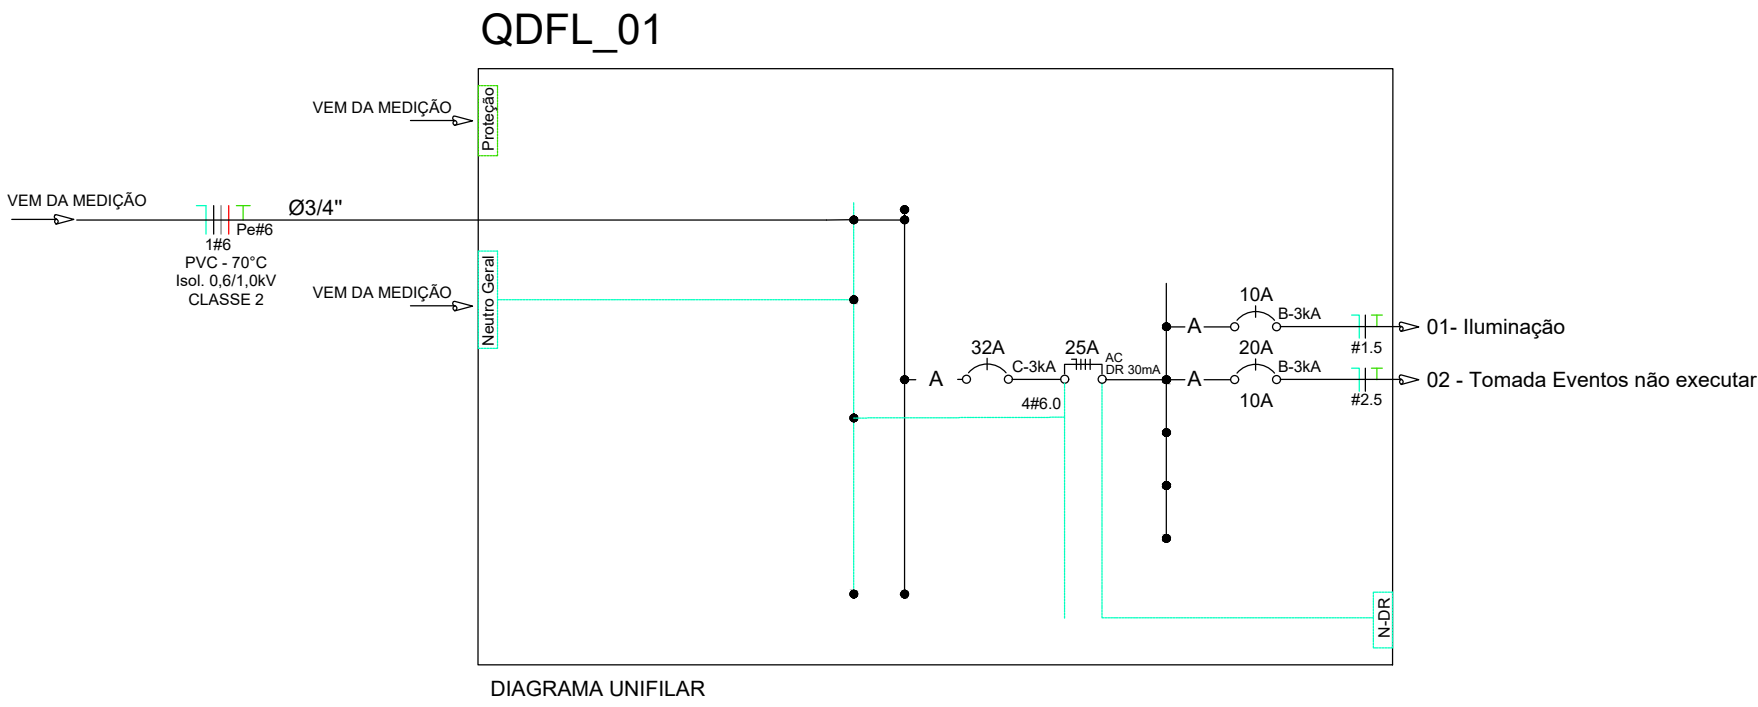 QDFL_01
VEM DA MEDIÇÃO
Proteção
VEM DA MEDIÇÃO
Ø3/4"
Pe#6
1#6
PVC - 70°C
Isol. 0,6/1,0kV
CLASSE 2
VEM DA MEDIÇÃO
Neutro Geral
10A
A
B-3kA
01- Iluminação
#1.5
32A
A
C-3kA
25A
AC
DR 30mA
4#6.0
20A
A
B-3kA
10A
02 - Tomada Eventos não executar
#2.5
N-DR
DIAGRAMA UNIFILAR